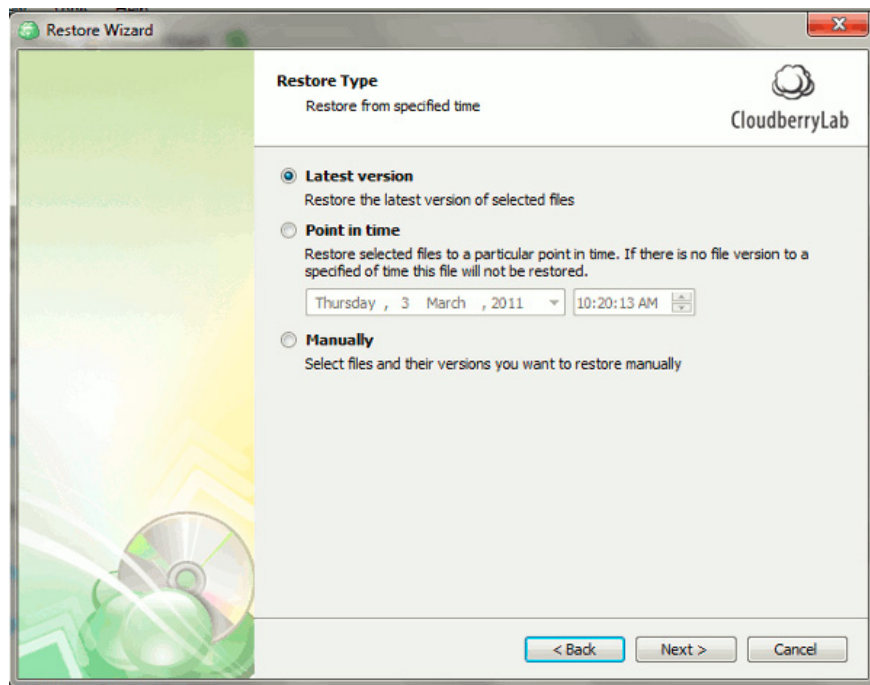 Restore Wizard
Restore Type
Restore from specified time
CloudberryLab
Latest version
Restore the latest version of selected files
Point in time
Restore selected files to a particular point in time. If there is no file version to a
specified of time this file will not be restored.
Thursday , 3 March , 2011 10:20:13 AM
Manually
Select files and their versions you want to restore manually
< Back Next > Cancel